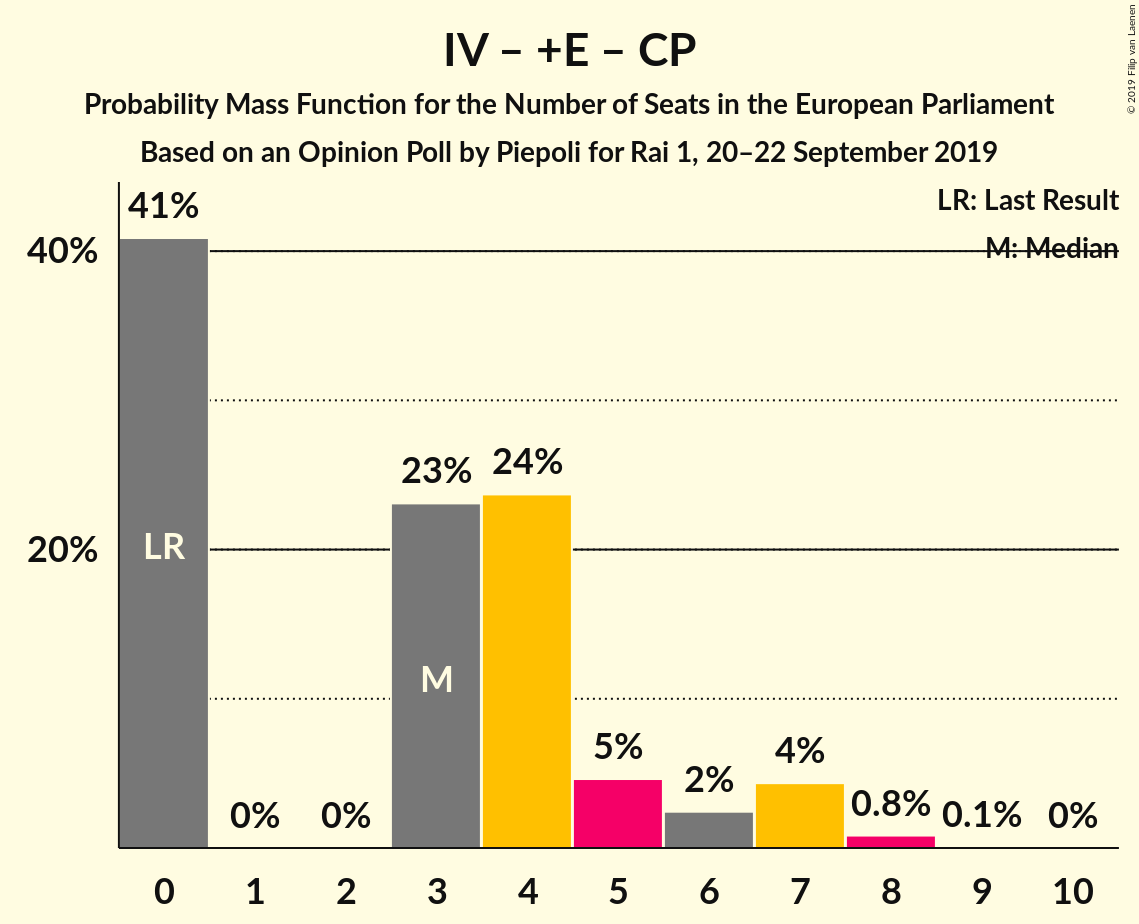 IV – +E – CP
Probability Mass Function for the Number of Seats in the European Parliament
Based on an Opinion Poll by Piepoli for Rai 1, 20–22 September 2019
© 2019 Filip van Laenen
LR: Last Result
M: Median
40%
20%
41%
0%
0%
23%
24%
5%
2%
4%
0.8%
0.1%
0%
LR
M
0 1 2 3 4 5 6 7 8 9 10